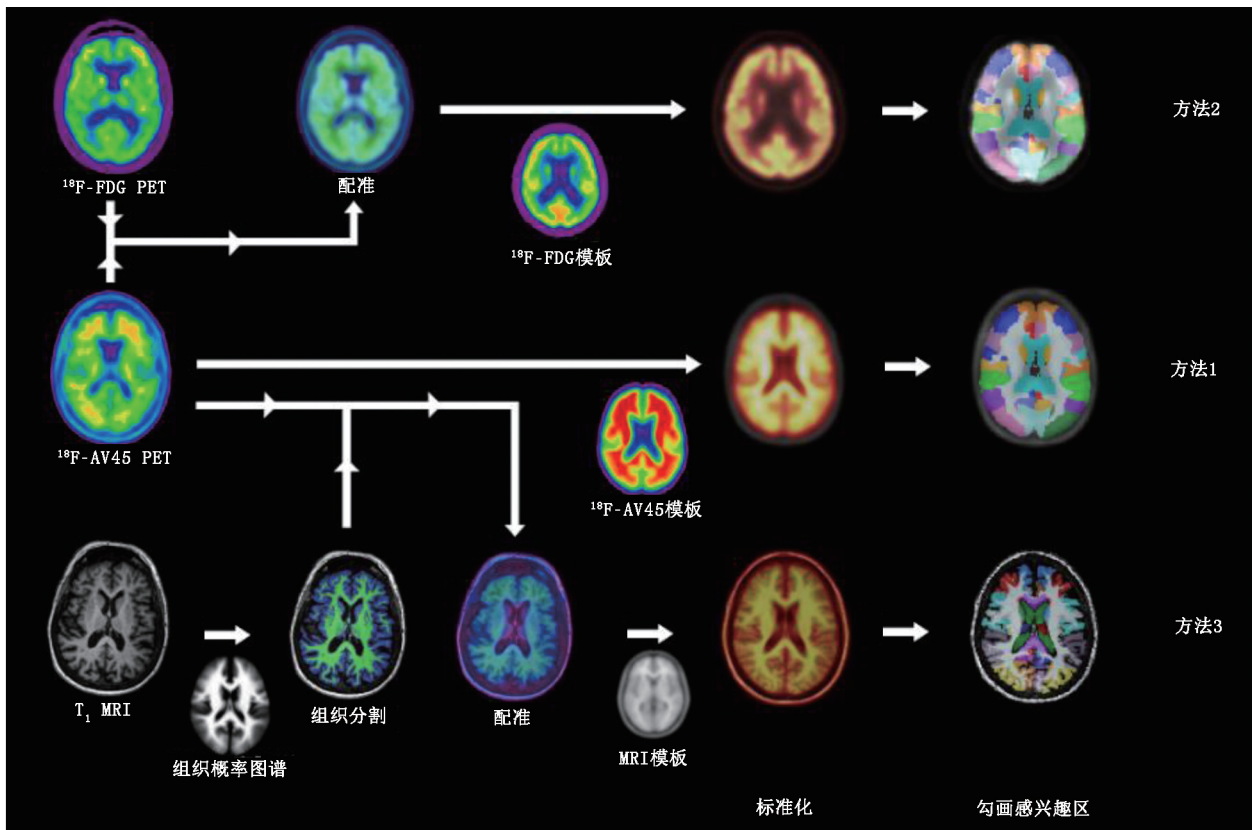 方法2
¹⁸F-FDG PET
配准
¹⁸F-FDG模板
方法1
¹⁸F-AV45 PET
¹⁸F-AV45模板
方法3
T₁ MRI
组织分割
配准
组织概率图谱
MRI模板
标准化
勾画感兴趣区